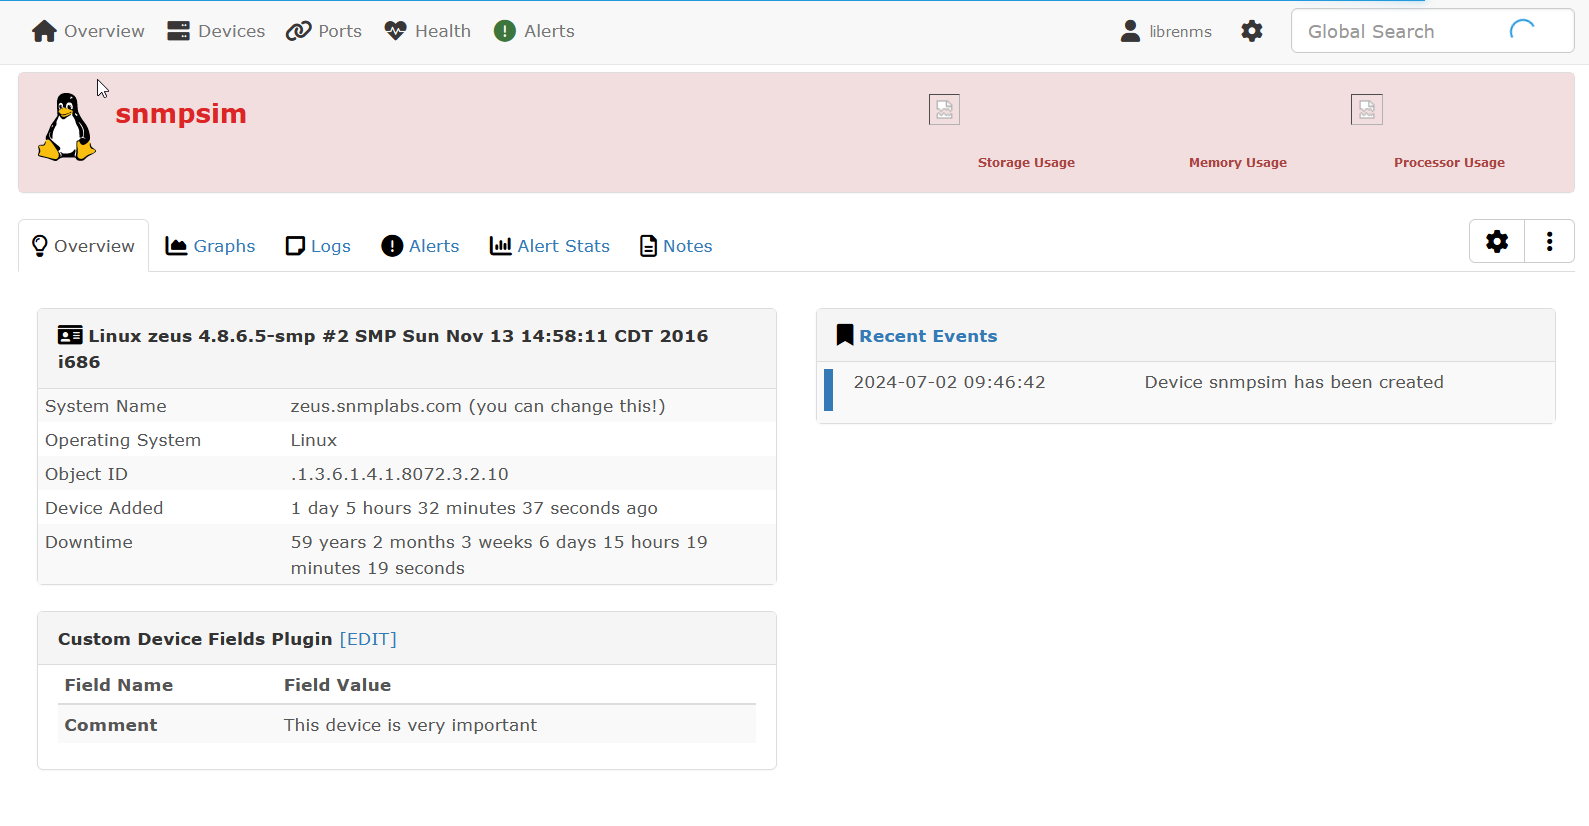 Overview Devices Ports Health Alerts librenms Global Search
snmpsim
Storage Usage Memory Usage Processor Usage
Overview Graphs Logs Alerts Alert Stats Notes
Linux zeus 4.8.6.5-smp #2 SMP Sun Nov 13 14:58:11 CDT 2016
i686
System Name zeus.snmplabs.com (you can change this!)
Operating System Linux
Object ID .1.3.6.1.4.1.8072.3.2.10
Device Added 1 day 5 hours 32 minutes 37 seconds ago
Downtime 59 years 2 months 3 weeks 6 days 15 hours 19
minutes 19 seconds
Custom Device Fields Plugin [EDIT]
Field Name Field Value
Comment This device is very important
Recent Events
2024-07-02 09:46:42 Device snmpsim has been created